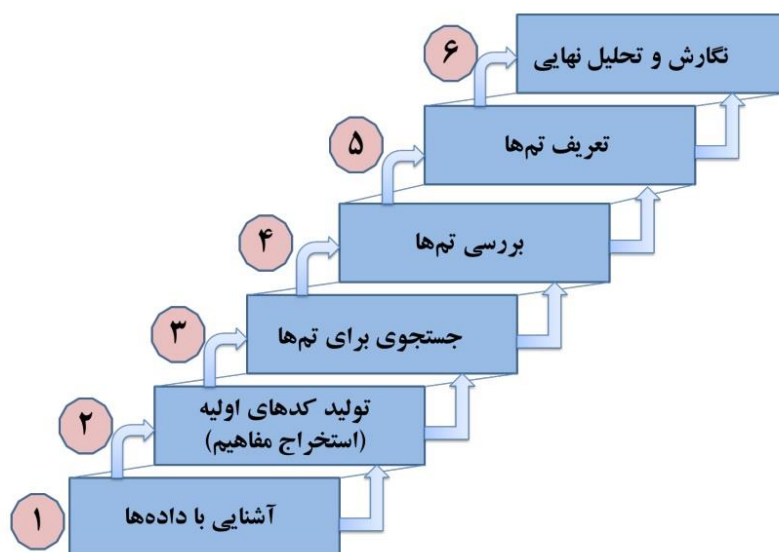 ۶
نگارش و تحلیل نهایی
۵
تعریف تم‌ها
۴
بررسی تم‌ها
۳
جستجوی برای تم‌ها
۲
تولید کدهای اولیه
(استخراج مفاهیم)
۱
آشنایی با داده‌ها